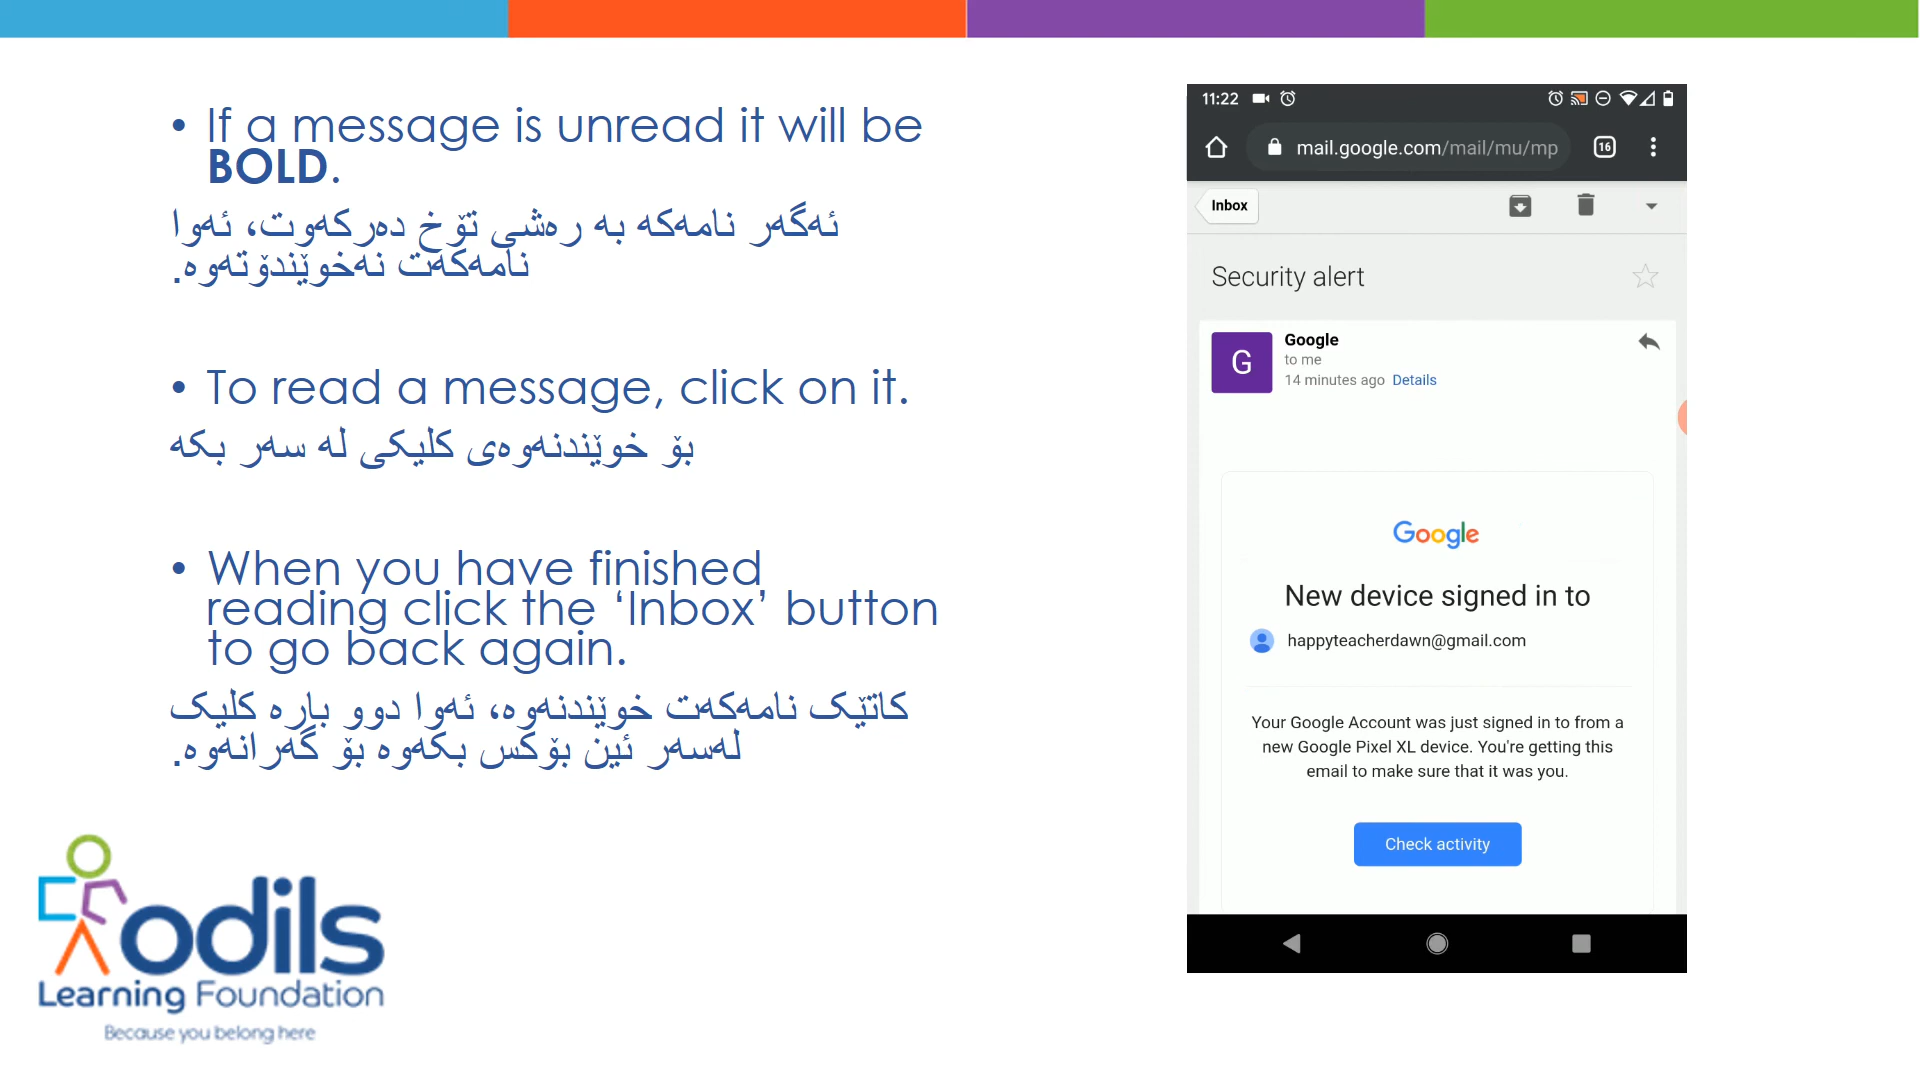 • If a message is unread it will be
BOLD.
ئەگەر نامەکە بە رەشی تۆخ دەرکەوت، ئەوا
نامەکەت نەخوێندۆتەوە.
• To read a message, click on it.
بۆ خوێندنەوەی کلیکی لە سەر بکە
• When you have finished
reading click the ‘Inbox’ button
to go back again.
کاتێک نامەکەت خوێندنەوە، ئەوا دوو بارە کلیک
لەسەر ئین بۆکس بکەوە بۆ گەرانەوە.
odils
Learning Foundation
Because you belong here
11:22
mail.google.com/mail/mu/mp
16
Inbox
Security alert
G
Google
to me
14 minutes ago Details
Google
New device signed in to
happyteacherdawn@gmail.com
Your Google Account was just signed in to from a
new Google Pixel XL device. You're getting this
email to make sure that it was you.
Check activity